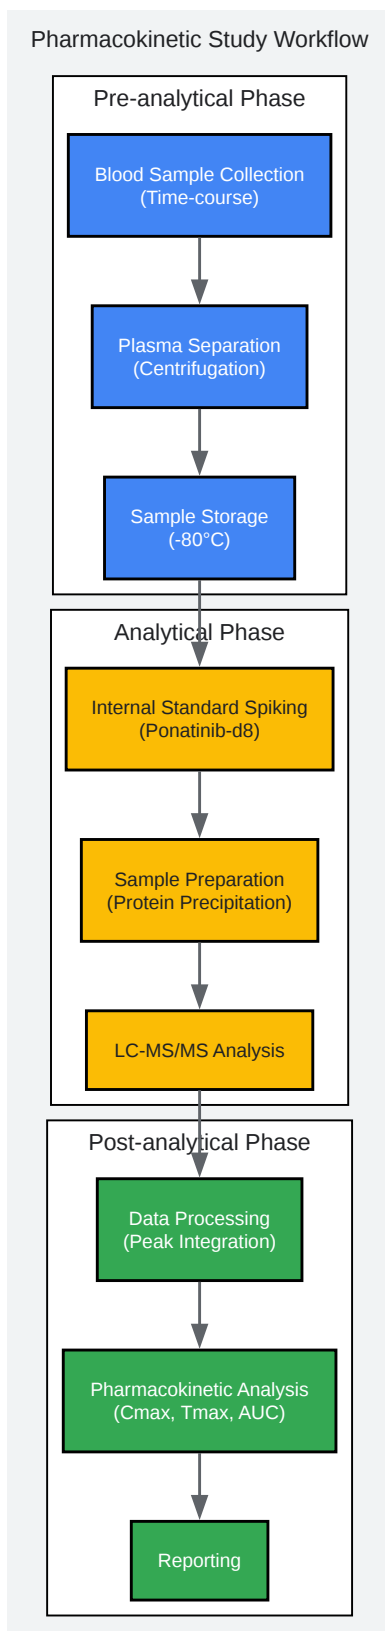 Pharmacokinetic Study Workflow
Pre-analytical Phase
Blood Sample Collection
(Time-course)
Plasma Separation
(Centrifugation)
Sample Storage
(-80°C)
Analytical Phase
Internal Standard Spiking
(Ponatinib-d8)
Sample Preparation
(Protein Precipitation)
LC-MS/MS Analysis
Post-analytical Phase
Data Processing
(Peak Integration)
Pharmacokinetic Analysis
(Cmax, Tmax, AUC)
Reporting